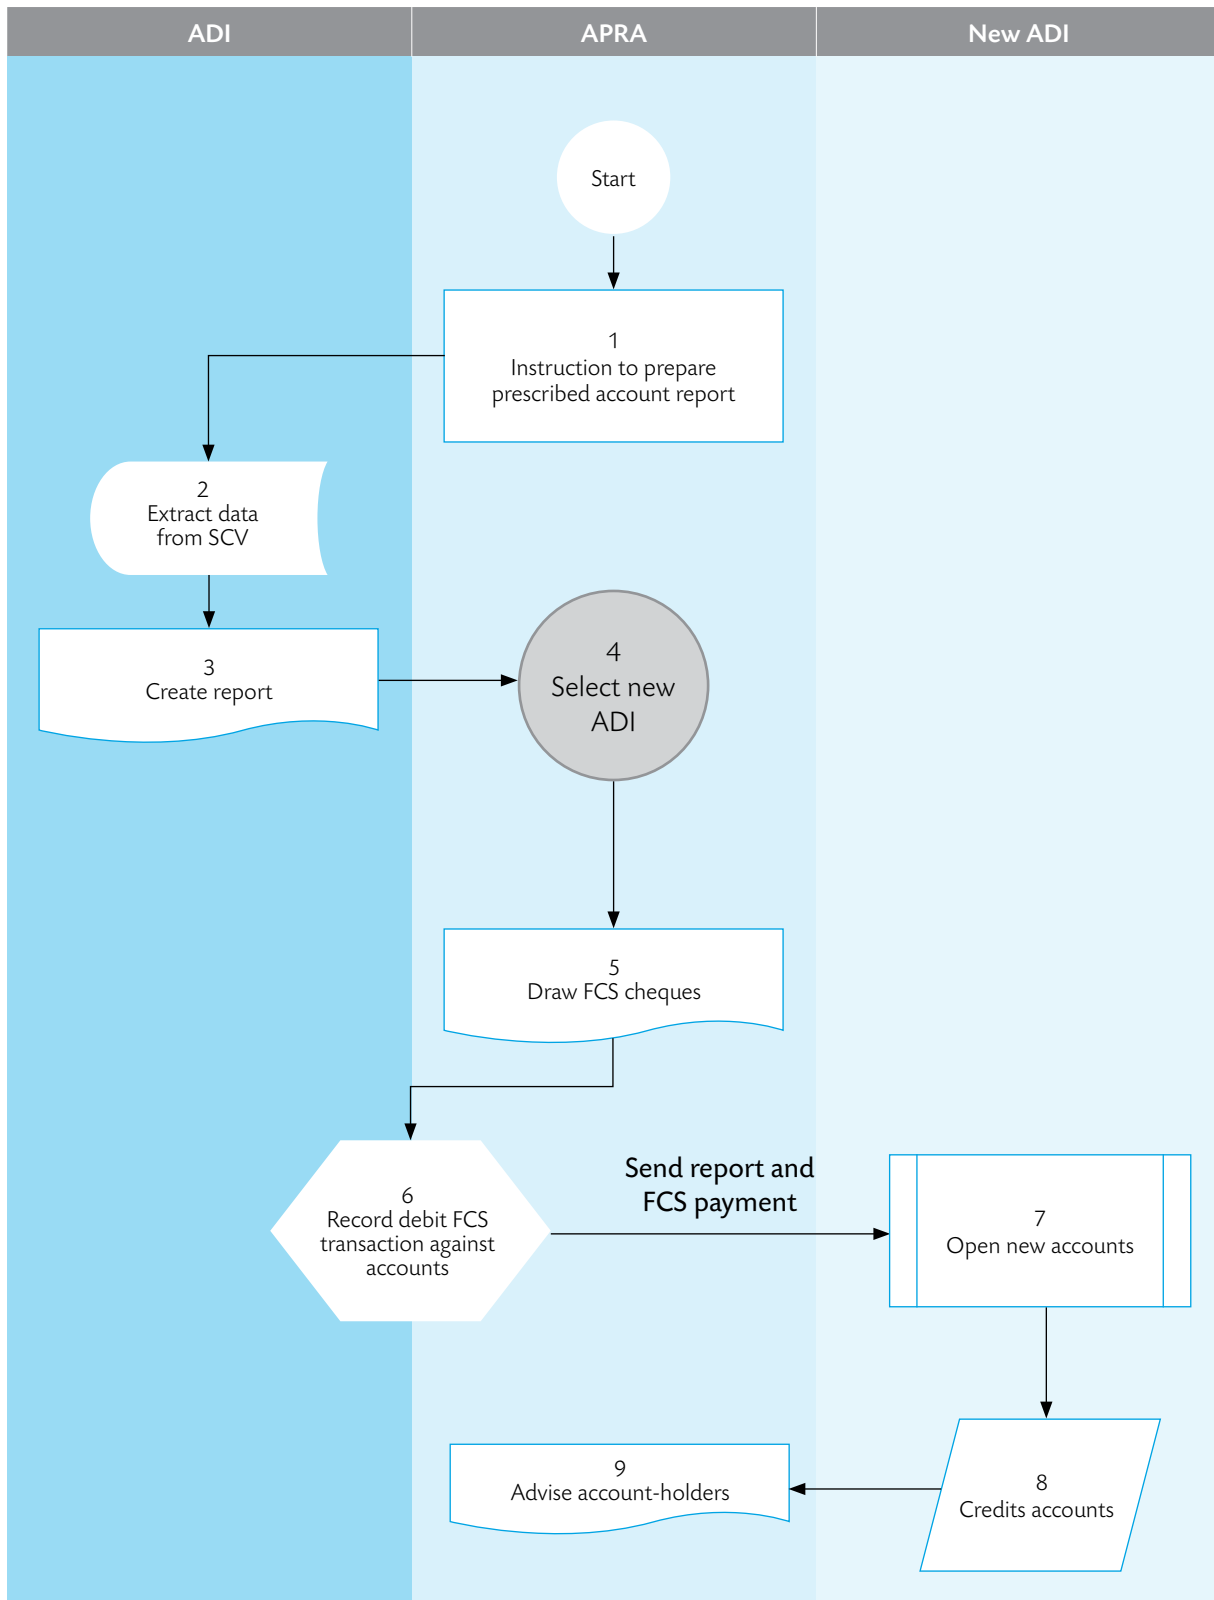 ADI
APRA
New ADI
Start
1
Instruction to prepare
prescribed account report
2
Extract data
from SCV
3
Create report
4
Select new
ADI
5
Draw FCS cheques
6
Record debit FCS
transaction against
accounts
Send report and
FCS payment
7
Open new accounts
8
Credits accounts
9
Advise account-holders